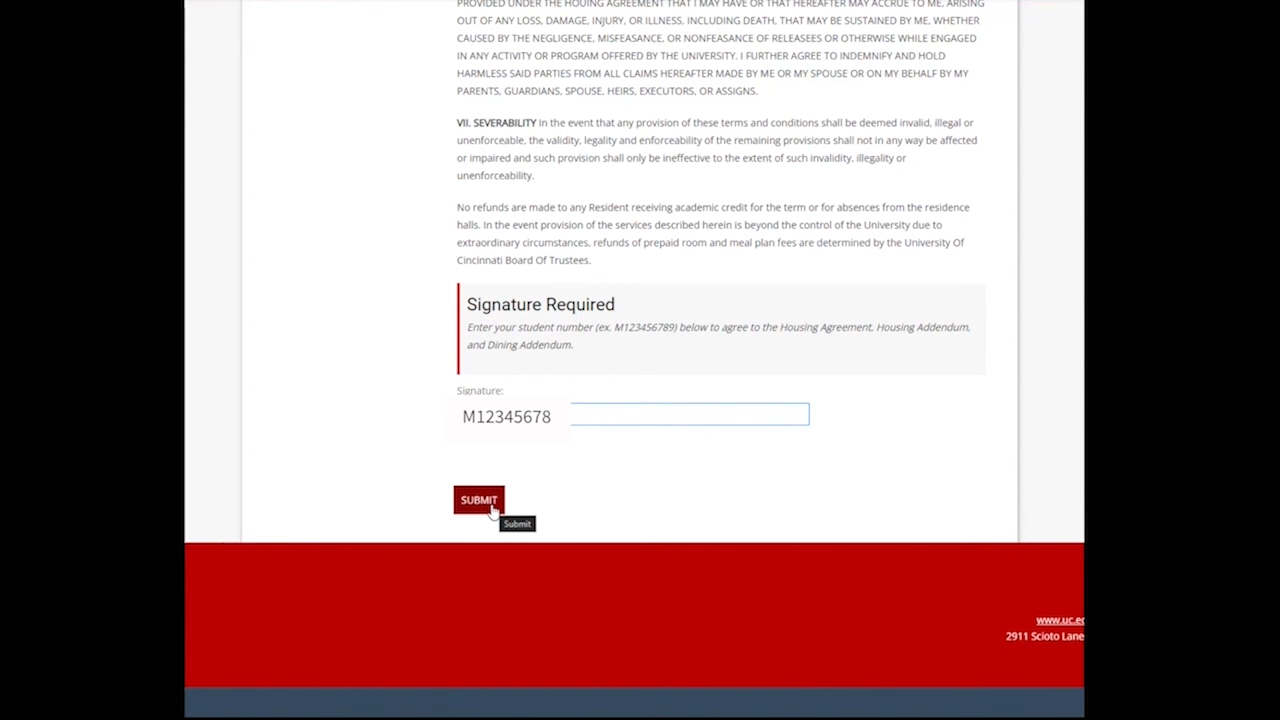 PROVIDED UNDER THE HOUING AGREEMENT THAT I MAY HAVE OR THAT HEREAFTER MAY ACCRUE TO ME, ARISING
OUT OF ANY LOSS, DAMAGE, INJURY, OR ILLNESS, INCLUDING DEATH, THAT MAY BE SUSTAINED BY ME, WHETHER
CAUSED BY THE NEGLIGENCE, MISFEASANCE, OR NONFEASANCE OF RELEASEES OR OTHERWISE WHILE ENGAGED
IN ANY ACTIVITY OR PROGRAM OFFERED BY THE UNIVERSITY. I FURTHER AGREE TO INDEMNIFY AND HOLD
HARMLESS SAID PARTIES FROM ALL CLAIMS HEREAFTER MADE BY ME OR MY SPOUSE OR ON MY BEHALF BY MY
PARENTS, GUARDIANS, SPOUSE, HEIRS, EXECUTORS, OR ASSIGNS.
VII. SEVERABILITY In the event that any provision of these terms and conditions shall be deemed invalid, illegal or
unenforceable, the validity, legality and enforceability of the remaining provisions shall not in any way be affected
or impaired and such provision shall only be ineffective to the extent of such invalidity, illegality or
unenforceability.
No refunds are made to any Resident receiving academic credit for the term or for absences from the residence
halls. In the event provision of the services described herein is beyond the control of the University due to
extraordinary circumstances, refunds of prepaid room and meal plan fees are determined by the University Of
Cincinnati Board Of Trustees.
Signature Required
Enter your student number (ex. M123456789) below to agree to the Housing Agreement, Housing Addendum,
and Dining Addendum.
Signature:
M12345678
SUBMIT
Submit
www.uc.ed
2911 Scioto Lane